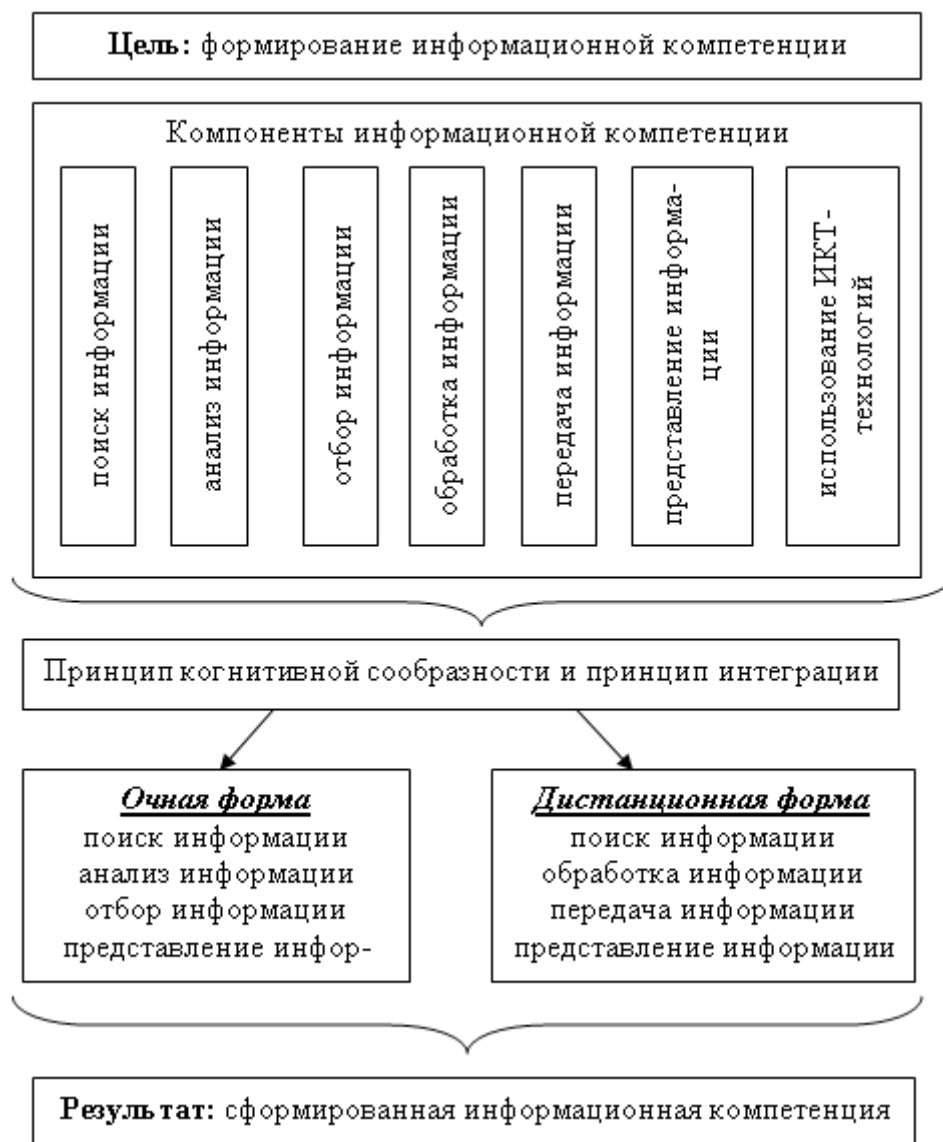 Цель: формирование информационной компетенции
Компоненты информационной компетенции
поиск информации
анализ информации
отбор информации
обработка информации
передача информации
представление информа-
ции
использование ИКТ-
технологий
Принцип когнитивной сообразности и принцип интеграции
Очная форма
поиск информации
анализ информации
отбор информации
представление инфор-
Дистанционная форма
поиск информации
обработка информации
передача информации
представление информации
Результат: сформированная информационная компетенция